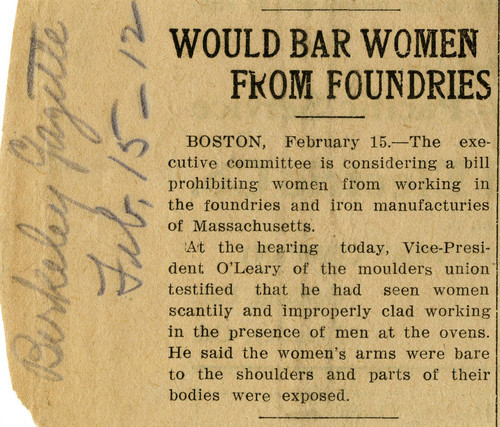 Berkeley Gazette
Feb. 15-12
WOULD BAR WOMEN
FROM FOUNDRIES
BOSTON, February 15.—The exe-
cutive committee is considering a bill
prohibiting women from working in
the foundries and iron manufactures
of Massachusetts.
At the hearing today, Vice-Presi-
dent O'Leary of the moulders union
testified that he had seen women
scantily and improperly clad working
in the presence of men at the ovens.
He said the women's arms were bare
to the shoulders and parts of their
bodies were exposed.